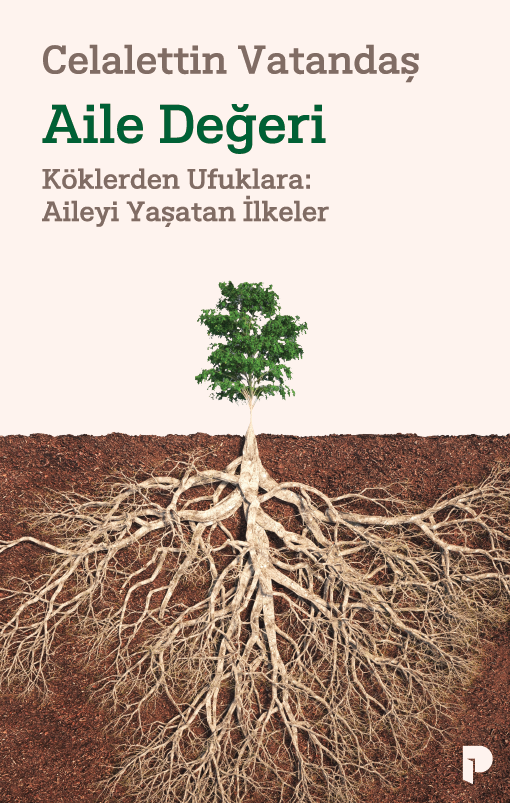 Celalettin Vatandaş
Aile Değeri
Köklerden Ufuklara:
Aileyi Yaşatan İlkeler